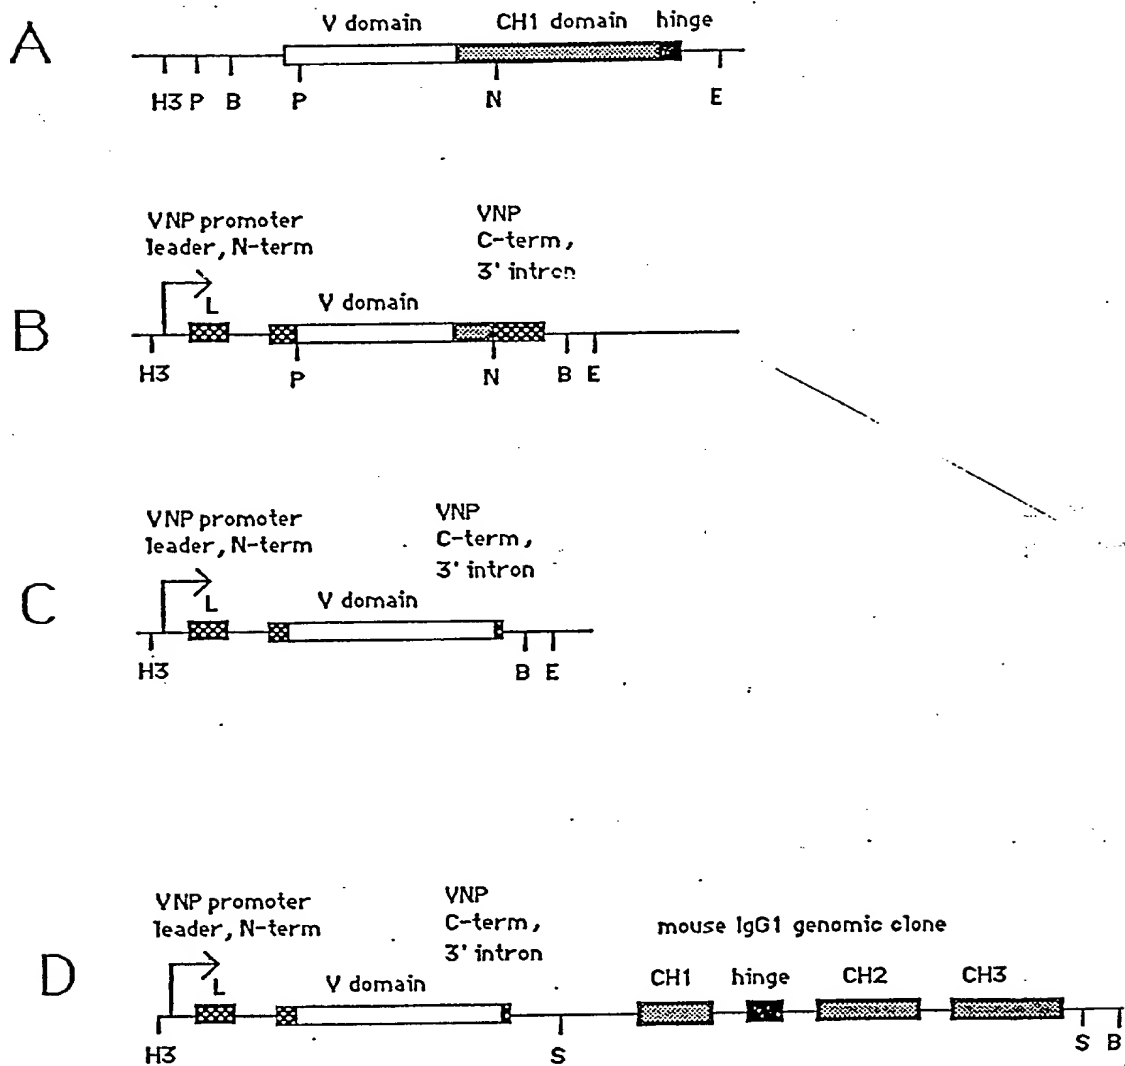 A
V domain CH1 domain hinge
H3 P B P N E
VNP promoter
leader, N-term
VNP
C-term,
3' intron
B
L
V domain
H3 P N B E
VNP promoter
leader, N-term
VNP
C-term,
3' intron
C
L
V domain
H3 B E
VNP promoter
leader, N-term
VNP
C-term,
3' intron
mouse IgG1 genomic clone
D
L
V domain
CH1 hinge CH2 CH3
H3 S S B